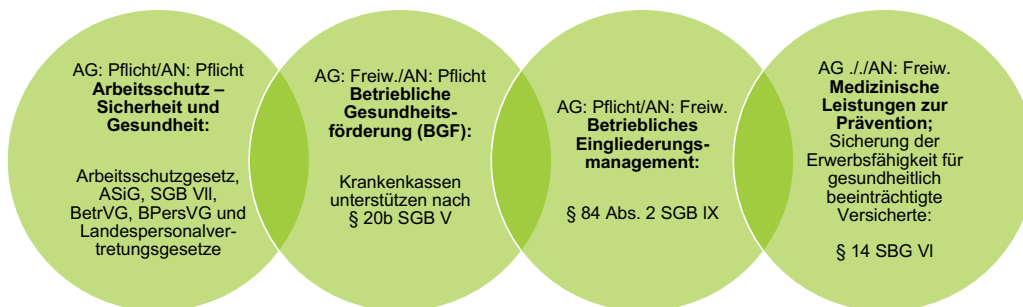 AG: Pflicht/AN: Pflicht
Arbeitsschutz –
Sicherheit und
Gesundheit:
Arbeitsschutzgesetz,
ASiG, SGB VII,
BetrVG, BPersVG und
Landespersonalver-
tretungsgesetze
AG: Freiw./AN: Pflicht
Betriebliche
Gesundheits-
förderung (BGF):
Krankenkassen
unterstützen nach
§ 20b SGB V
AG: Pflicht/AN: Freiw.
Betriebliches
Eingliederungs-
management:
§ 84 Abs. 2 SGB IX
AG ././AN: Freiw.
Medizinische
Leistungen zur
Prävention;
Sicherung der
Erwerbsfähigkeit für
gesundheitlich
beeinträchtigte
Versicherte:
§ 14 SBG VI